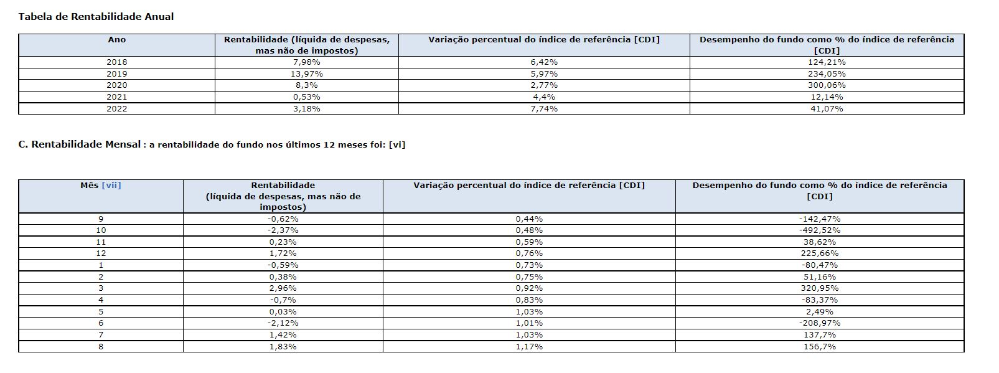 Tabela de Rentabilidade Anual
Ano Rentabilidade (líquida de despesas, mas não de impostos) Variação percentual do índice de referência [CDI] Desempenho do fundo como % do índice de referência [CDI]
2018 7,98% 6,42% 124,21%
2019 13,97% 5,97% 234,05%
2020 8,3% 2,77% 300,06%
2021 0,53% 4,4% 12,14%
2022 3,18% 7,74% 41,07%
C. Rentabilidade Mensal : a rentabilidade do fundo nos últimos 12 meses foi: [vi]
Mês [vii] Rentabilidade (líquida de despesas, mas não de impostos) Variação percentual do índice de referência [CDI] Desempenho do fundo como % do índice de referência [CDI]
9 -0,62% 0,44% -142,47%
10 -2,37% 0,48% -492,52%
11 0,23% 0,59% 38,62%
12 1,72% 0,76% 225,66%
1 -0,59% 0,73% -80,47%
2 0,38% 0,75% 51,16%
3 2,96% 0,92% 320,95%
4 -0,7% 0,83% -83,37%
5 0,03% 1,03% 2,49%
6 -2,12% 1,01% -208,97%
7 1,42% 1,03% 137,7%
8 1,83% 1,17% 156,7%